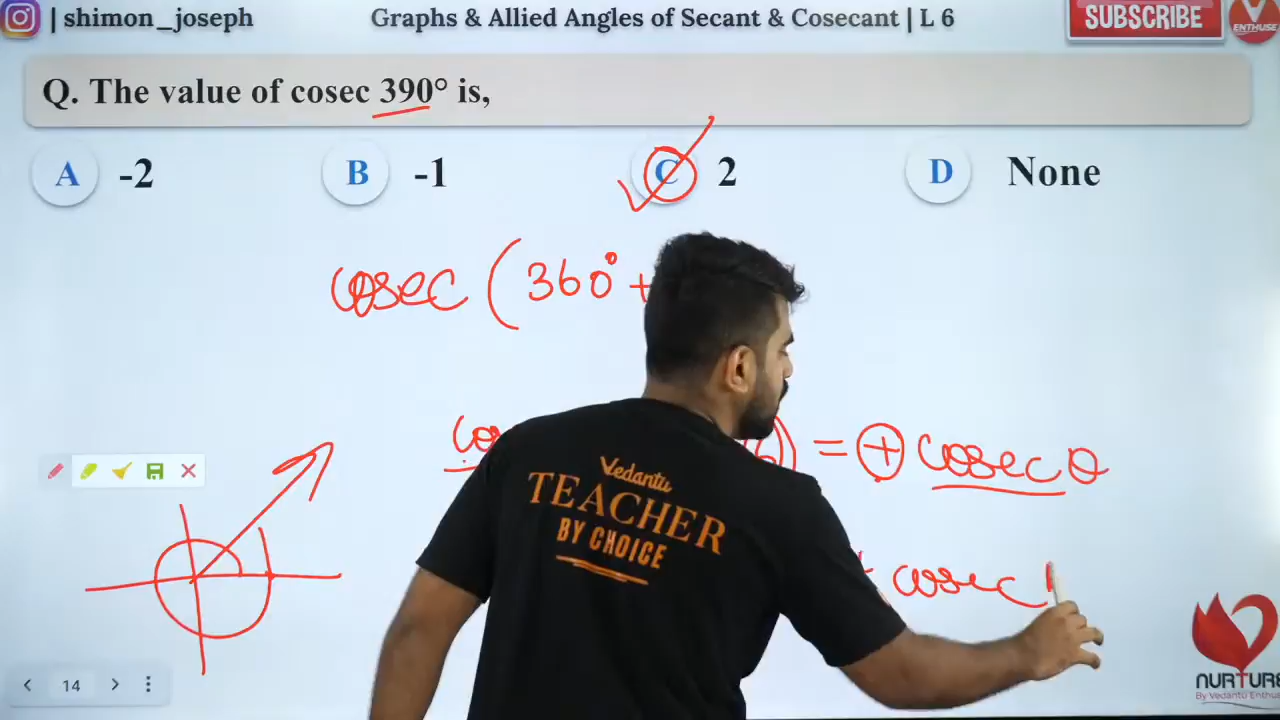 | shimon_joseph
Graphs & Allied Angles of Secant & Cosecant | L 6
SUBSCRIBE
ENTHUSE
Q. The value of cosec 390° is,
A -2
B -1
C 2
D None
cosec (360° +
= + cosec θ
cosec
Vedantu
TEACHER
BY CHOICE
14
NURTURE
By Vedantu Enthu